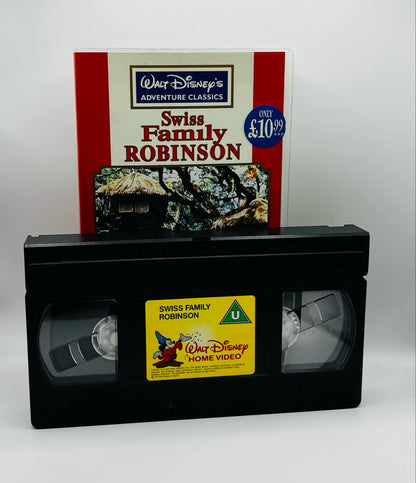 WALT DISNEY'S
ADVENTURE CLASSICS
Swiss
Family
ROBINSON
ONLY
£10.99
SWISS FAMILY
ROBINSON
U
WALT DISNEY
HOME VIDEO